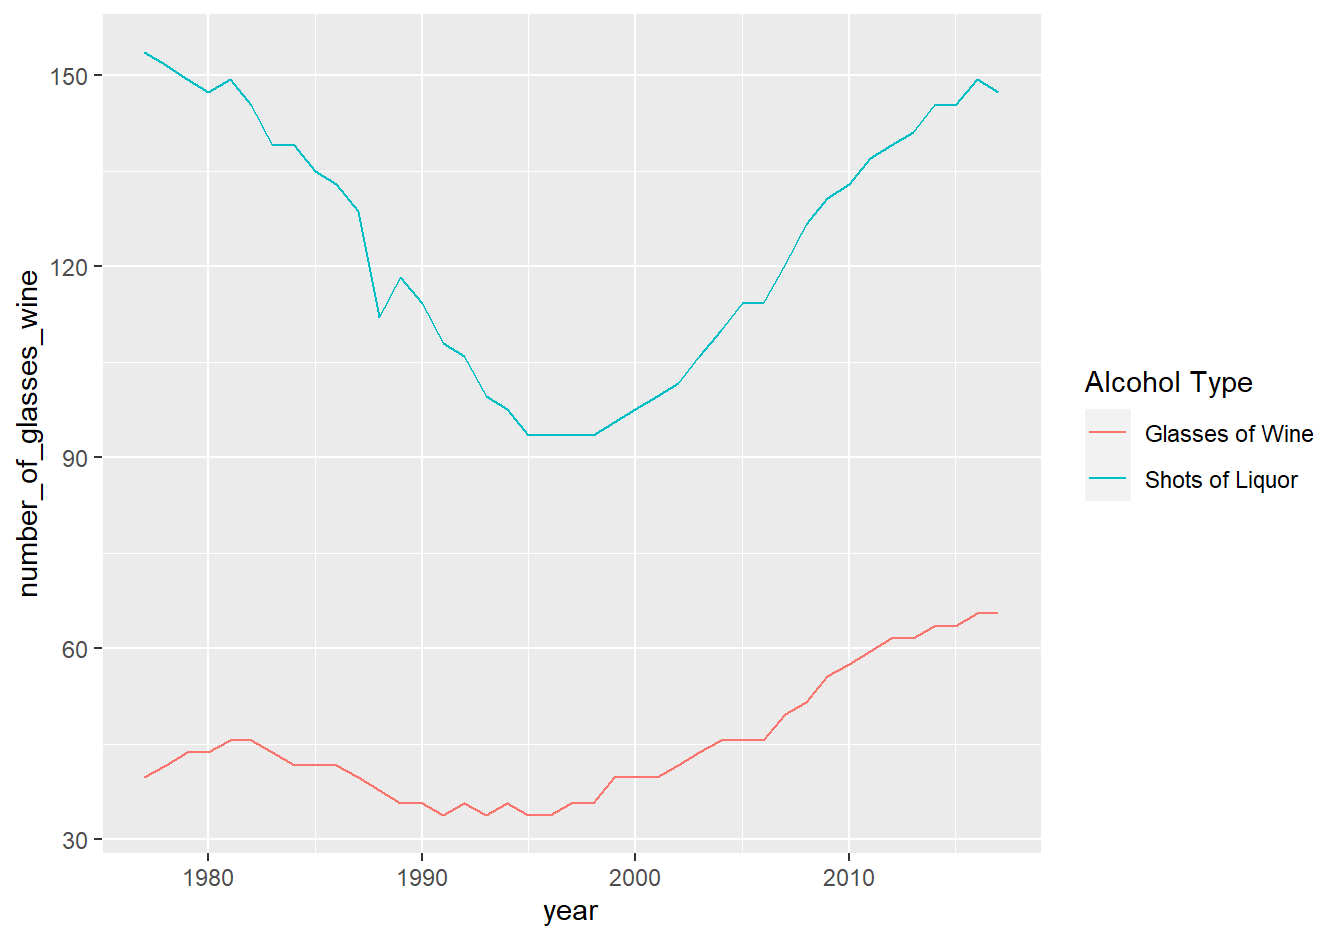 150
120
90
60
30
number_of_glasses_wine
1980 1990 2000 2010
year
Alcohol Type
Glasses of Wine
Shots of Liquor